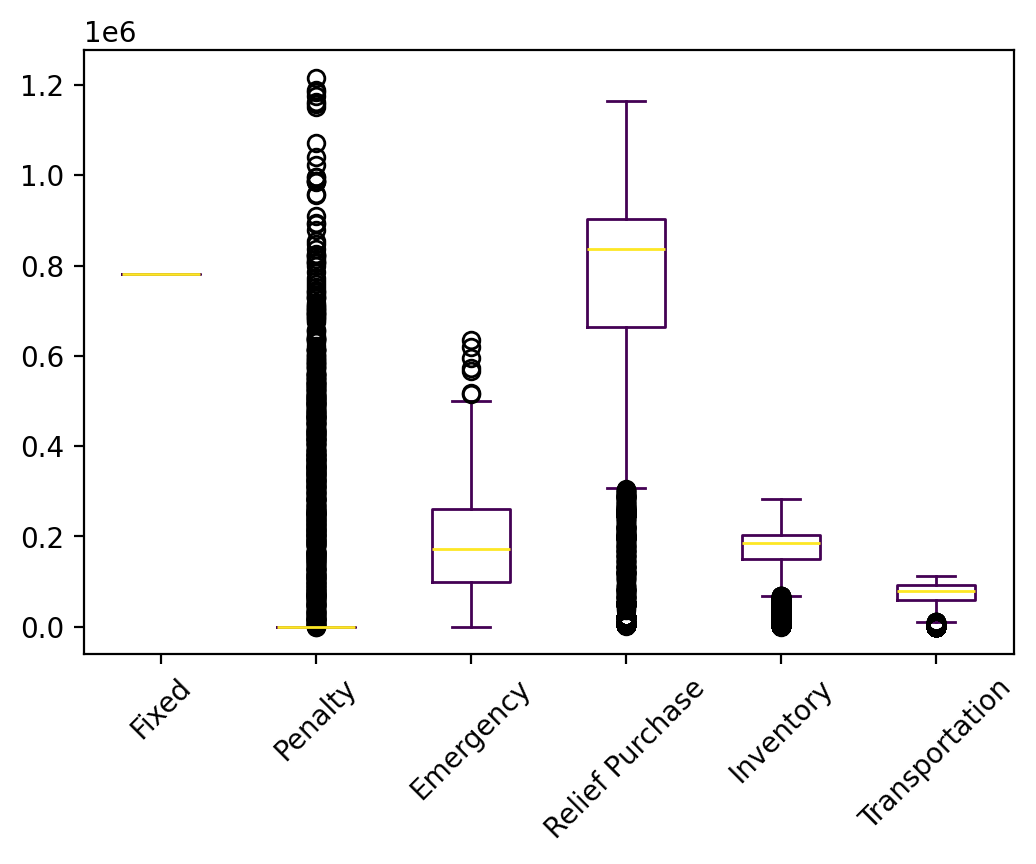 1e6
1.2
1.0
0.8
0.6
0.4
0.2
0.0
Fixed
Penalty
Emergency
Relief Purchase
Inventory
Transportation